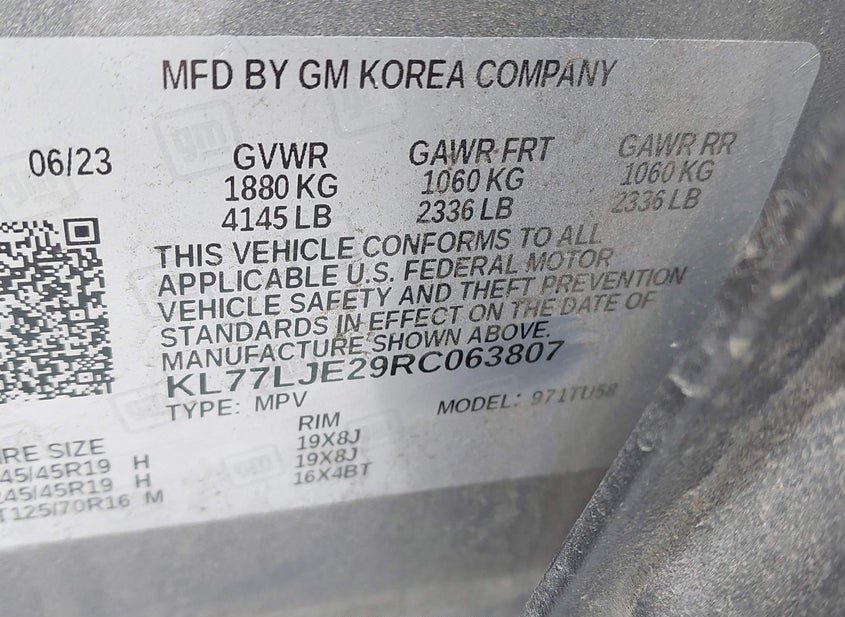 MFD BY GM KOREA COMPANY
06/23 GVWR GAWR FRT GAWR RR
1880 KG 1060 KG 1060 KG
4145 LB 2336 LB 2336 LB
THIS VEHICLE CONFORMS TO ALL
APPLICABLE U.S. FEDERAL MOTOR
VEHICLE SAFETY AND THEFT PREVENTION
STANDARDS IN EFFECT ON THE DATE OF
MANUFACTURE SHOWN ABOVE.
KL77LJE29RC063807
TYPE: MPV MODEL: 971TU58
IRE SIZE RIM
45/45R19 H 19X8J
245/45R19 H 19X8J
T125/70R16 M 16X4BT
gm